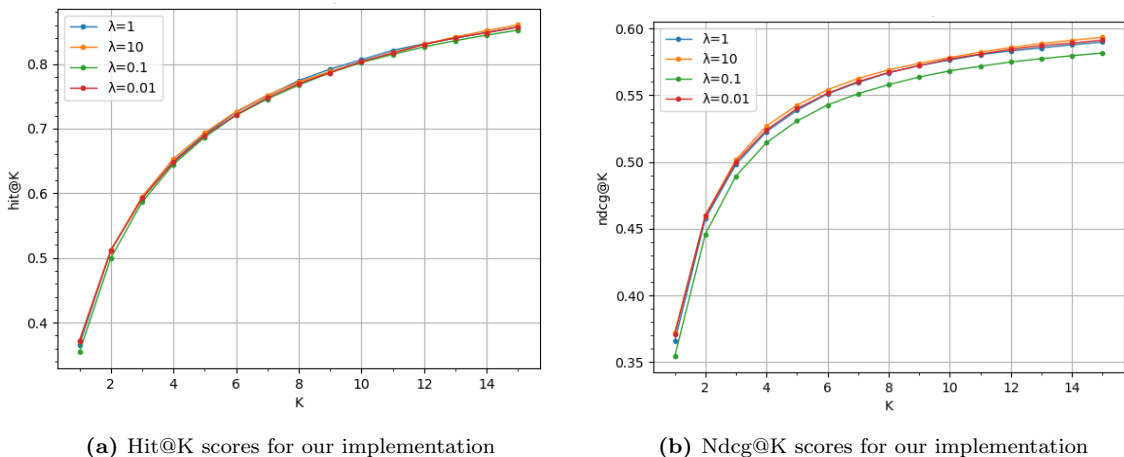 λ=1
λ=10
λ=0.1
λ=0.01
0.8
0.7
0.6
0.5
0.4
hit@K
2
4
6
8
10
12
14
K
(a) Hit@K scores for our implementation
λ=1
λ=10
λ=0.1
λ=0.01
0.60
0.55
0.50
0.45
0.40
0.35
ndcg@K
2
4
6
8
10
12
14
K
(b) Ndcg@K scores for our implementation